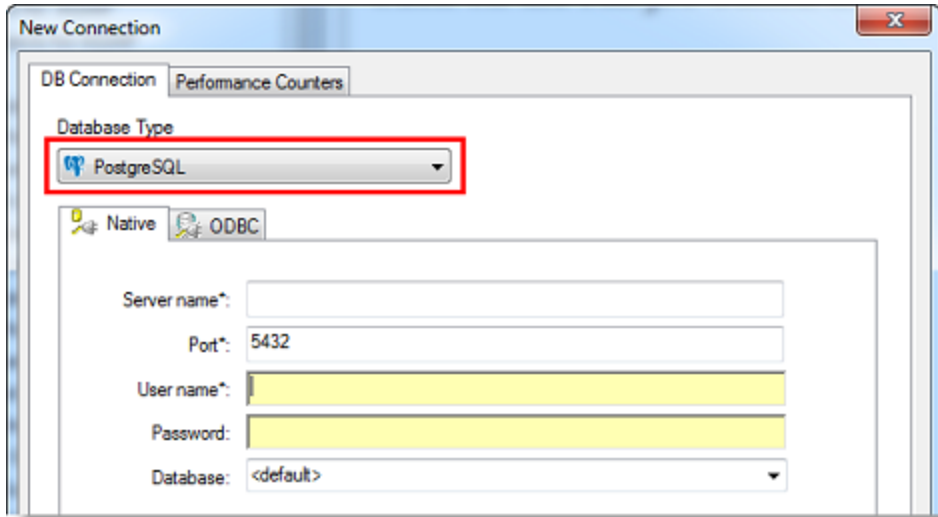 New Connection
DB Connection
Performance Counters
Database Type
PostgreSQL
Native
ODBC
Server name*:
Port*: 5432
User name*:
Password:
Database: <default>